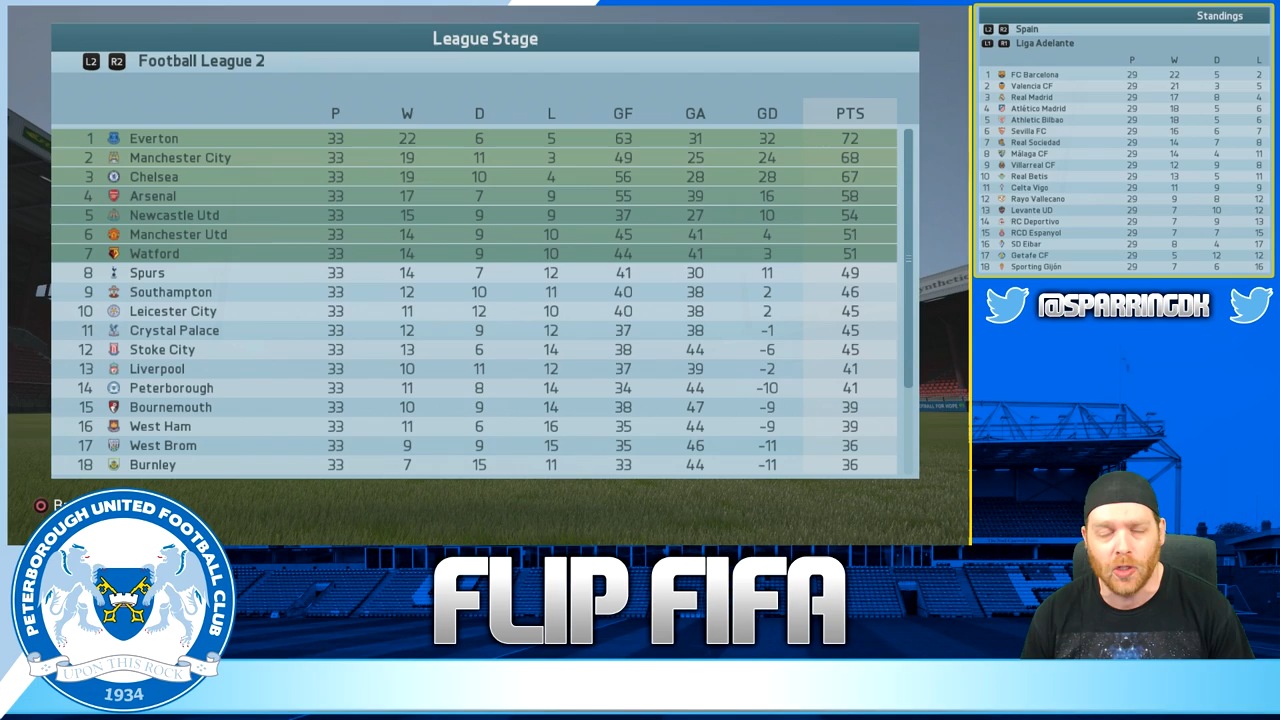 League Stage
L2 R2 Football League 2
P W D L GF GA GD PTS
1 Everton 33 22 6 5 63 31 32 72
2 Manchester City 33 19 11 3 49 25 24 68
3 Chelsea 33 19 10 4 56 28 28 67
4 Arsenal 33 17 7 9 55 39 16 58
5 Newcastle Utd 33 15 9 9 37 27 10 54
6 Manchester Utd 33 14 9 10 45 41 4 51
7 Watford 33 14 9 10 44 41 3 51
8 Spurs 33 14 7 12 41 30 11 49
9 Southampton 33 12 10 11 40 38 2 46
10 Leicester City 33 11 12 10 40 38 2 45
11 Crystal Palace 33 12 9 12 37 38 -1 45
12 Stoke City 33 13 6 14 38 44 -6 45
13 Liverpool 33 10 11 12 37 39 -2 41
14 Peterborough 33 11 8 14 34 44 -10 41
15 Bournemouth 33 10 9 14 38 47 -9 39
16 West Ham 33 11 6 16 35 44 -9 39
17 West Brom 33 9 9 15 35 46 -11 36
18 Burnley 33 7 15 11 33 44 -11 36
Standings
L2 R2 Spain
L1 R1 Liga Adelante
P W D L
1 FC Barcelona 29 22 5 2
2 Valencia CF 29 21 3 5
3 Real Madrid 29 17 8 4
4 Atlético Madrid 29 18 5 6
5 Athletic Bilbao 29 18 5 6
6 Sevilla FC 29 16 6 7
7 Real Sociedad 29 14 7 8
8 Málaga CF 29 14 4 11
9 Villarreal CF 29 12 9 8
10 Real Betis 29 13 5 11
11 Celta Vigo 29 11 9 9
12 Rayo Vallecano 29 9 8 12
13 Levante UD 29 7 10 12
14 RC Deportivo 29 7 9 13
15 RCD Espanyol 29 7 7 15
16 SD Eibar 29 8 4 17
17 Getafe CF 29 5 12 12
18 Sporting Gijón 29 7 6 16
@SPARRINGDK
PETERBOROUGH UNITED FOOTBALL CLUB
UPON THIS ROCK
1934
FLIP FIFA